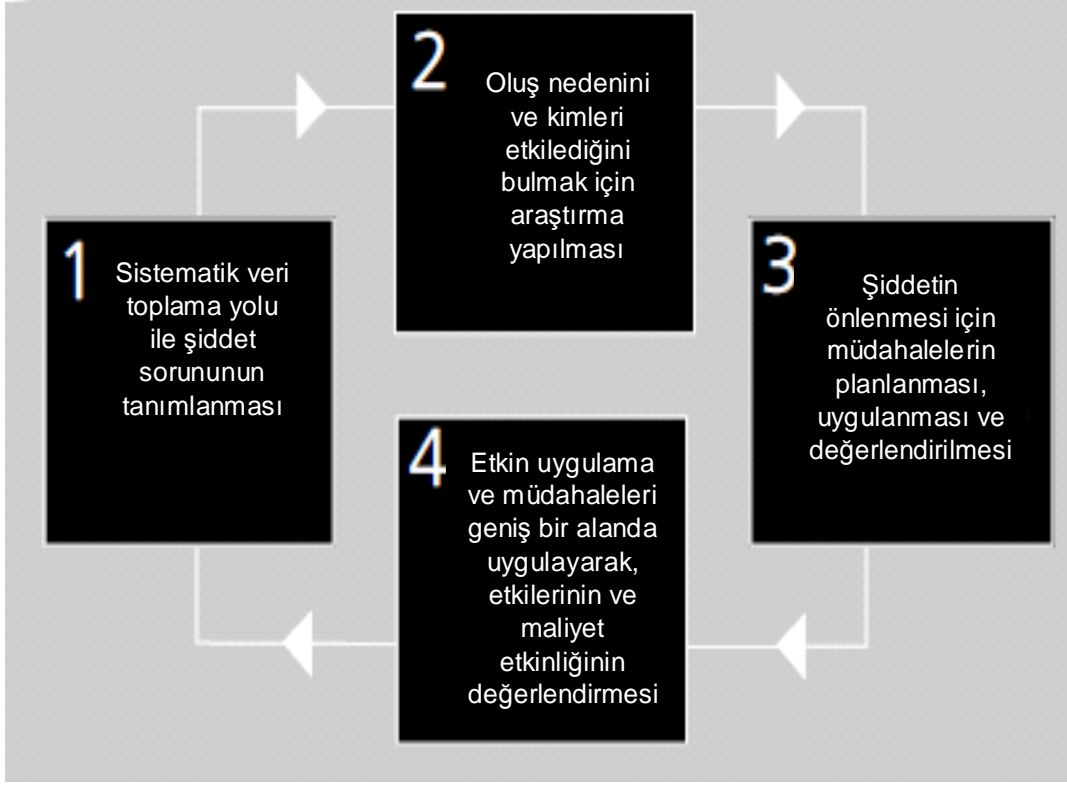 1
Sistematik veri
toplama yolu
ile şiddet
sorununun
tanımlanması
2
Oluş nedenini
ve kimleri
etkilediğini
bulmak için
araştırma
yapılması
3
Şiddetin
önlenmesi için
müdahalelerin
planlanması,
uygulanması ve
değerlendirilmesi
4
Etkin uygulama
ve müdahaleleri
geniş bir alanda
uygulayarak,
etkilerinin ve
maliyet
etkinliğinin
değerlendirmesi